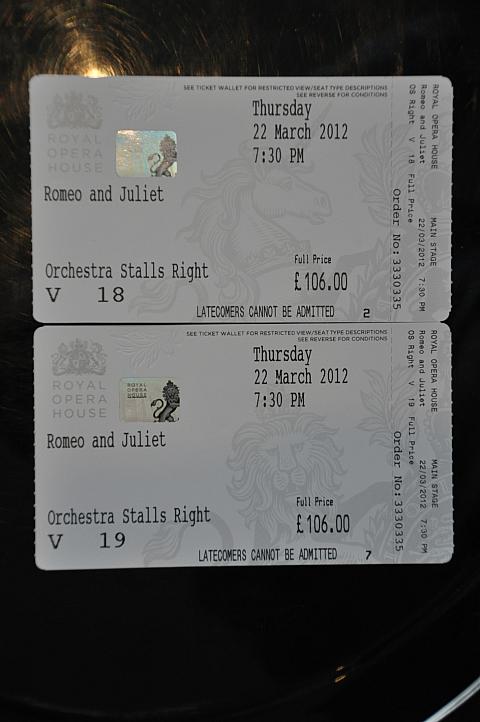 SEE TICKET WALLET FOR RESTRICTED VIEW/SEAT TYPE DESCRIPTIONS
SEE REVERSE FOR CONDITIONS
ROYAL
OPERA
HOUSE
Thursday
22 March 2012
7:30 PM
Romeo and Juliet
Orchestra Stalls Right
V 18
Full Price
£106.00
LATECOMERS CANNOT BE ADMITTED 2
ROYAL OPERA HOUSE MAIN STAGE
Romeo and Juliet 22/03/2012 7:30 PM
OS Right V 18 Full Price
Order No:3330335
SEE TICKET WALLET FOR RESTRICTED VIEW/SEAT TYPE DESCRIPTIONS
SEE REVERSE FOR CONDITIONS
ROYAL
OPERA
HOUSE
ROYAL
OPERA
HOUSE
Thursday
22 March 2012
7:30 PM
Romeo and Juliet
Orchestra Stalls Right
V 19
Full Price
£106.00
LATECOMERS CANNOT BE ADMITTED 7
ROYAL OPERA HOUSE MAIN STAGE
Romeo and Juliet 22/03/2012 7:30 PM
OS Right V 19 Full Price
Order No:3330335